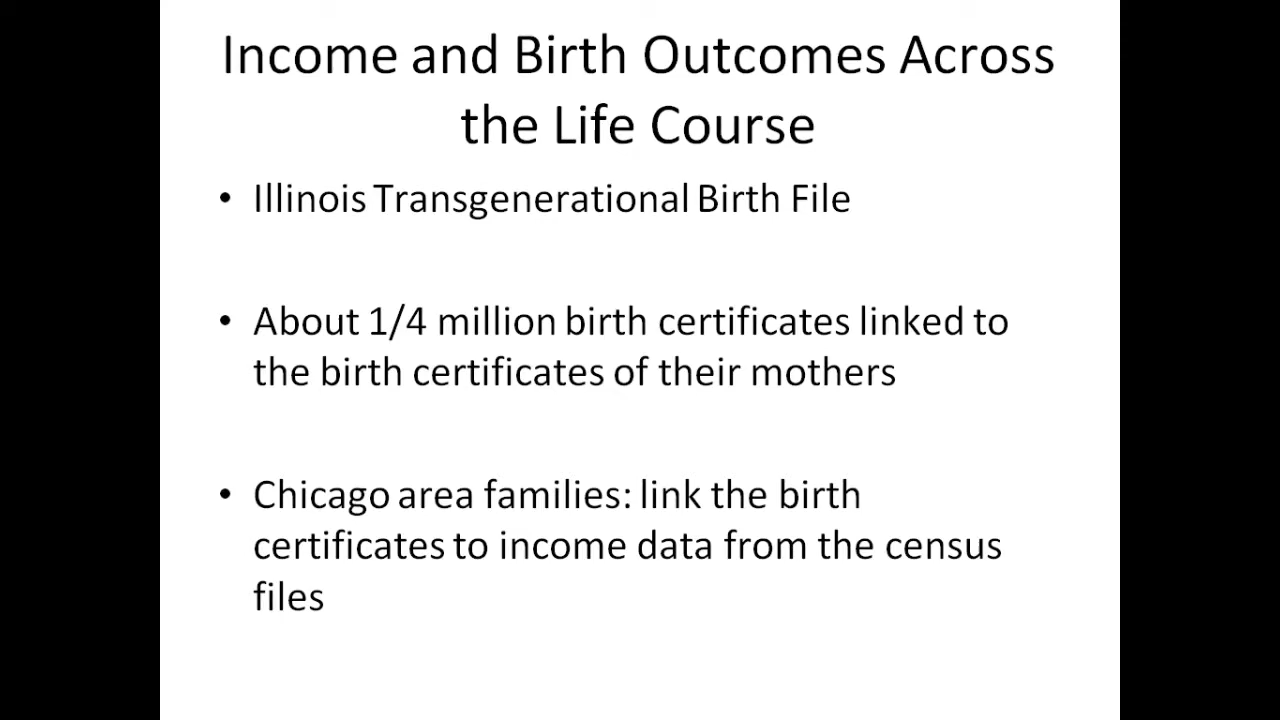 Income and Birth Outcomes Across
the Life Course
• Illinois Transgenerational Birth File
• About 1/4 million birth certificates linked to
the birth certificates of their mothers
• Chicago area families: link the birth
certificates to income data from the census
files